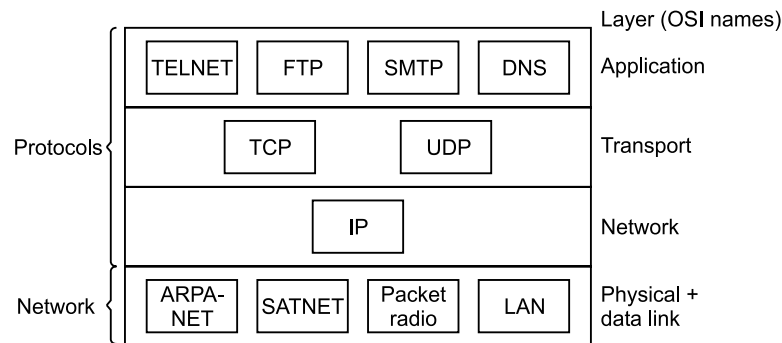 Layer (OSI names)
TELNET FTP SMTP DNS Application
Protocols TCP UDP Transport
IP Network
Network ARPA-
NET SATNET Packet
radio LAN Physical +
data link